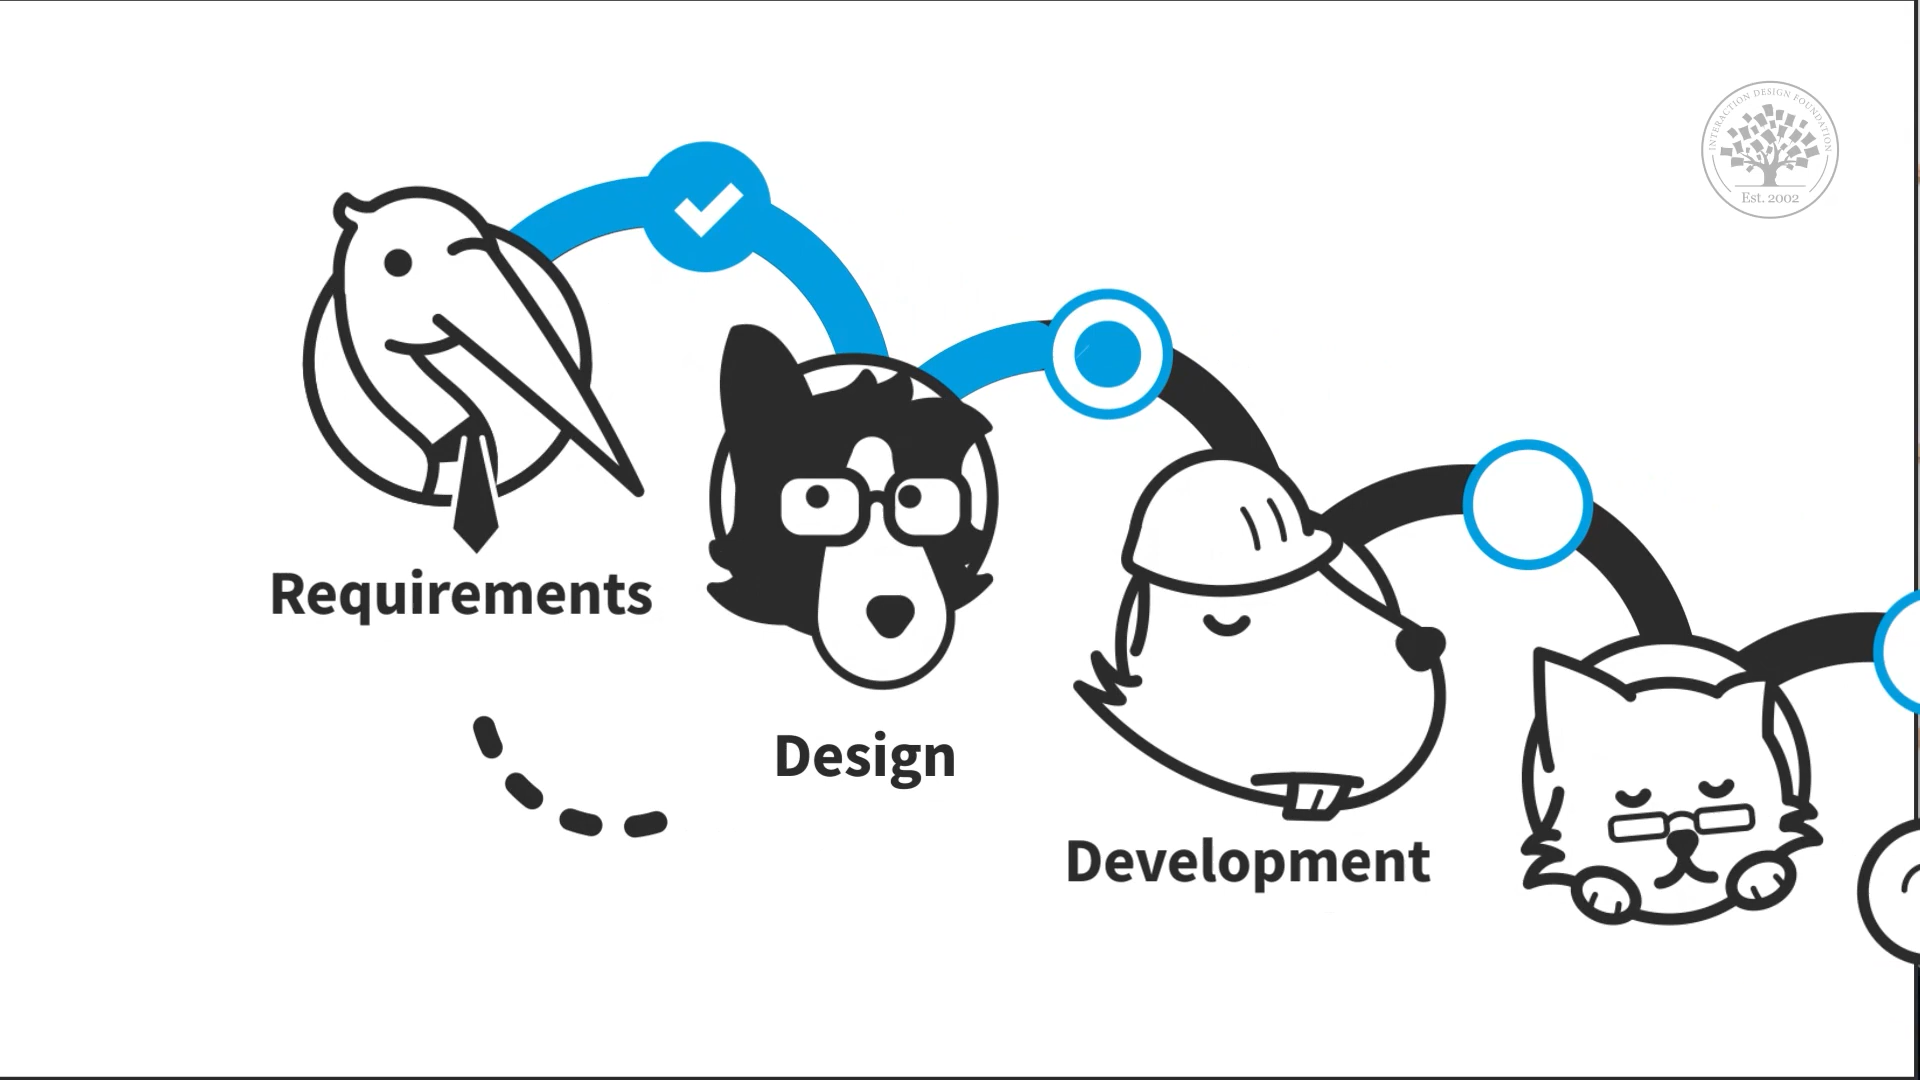 INTERACTION DESIGN FOUNDATION
Est. 2002
Requirements
Design
Development